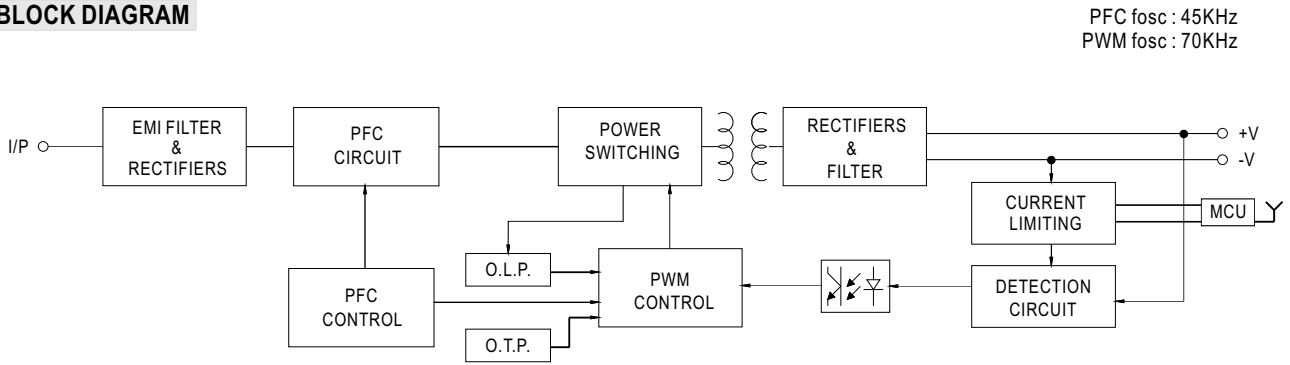 BLOCK DIAGRAM
PFC fosc : 45KHz
PWM fosc : 70KHz
I/P
EMI FILTER
&
RECTIFIERS
PFC
CIRCUIT
POWER
SWITCHING
RECTIFIERS
&
FILTER
+V
-V
CURRENT
LIMITING
MCU
O.L.P.
PFC
CONTROL
PWM
CONTROL
DETECTION
CIRCUIT
O.T.P.